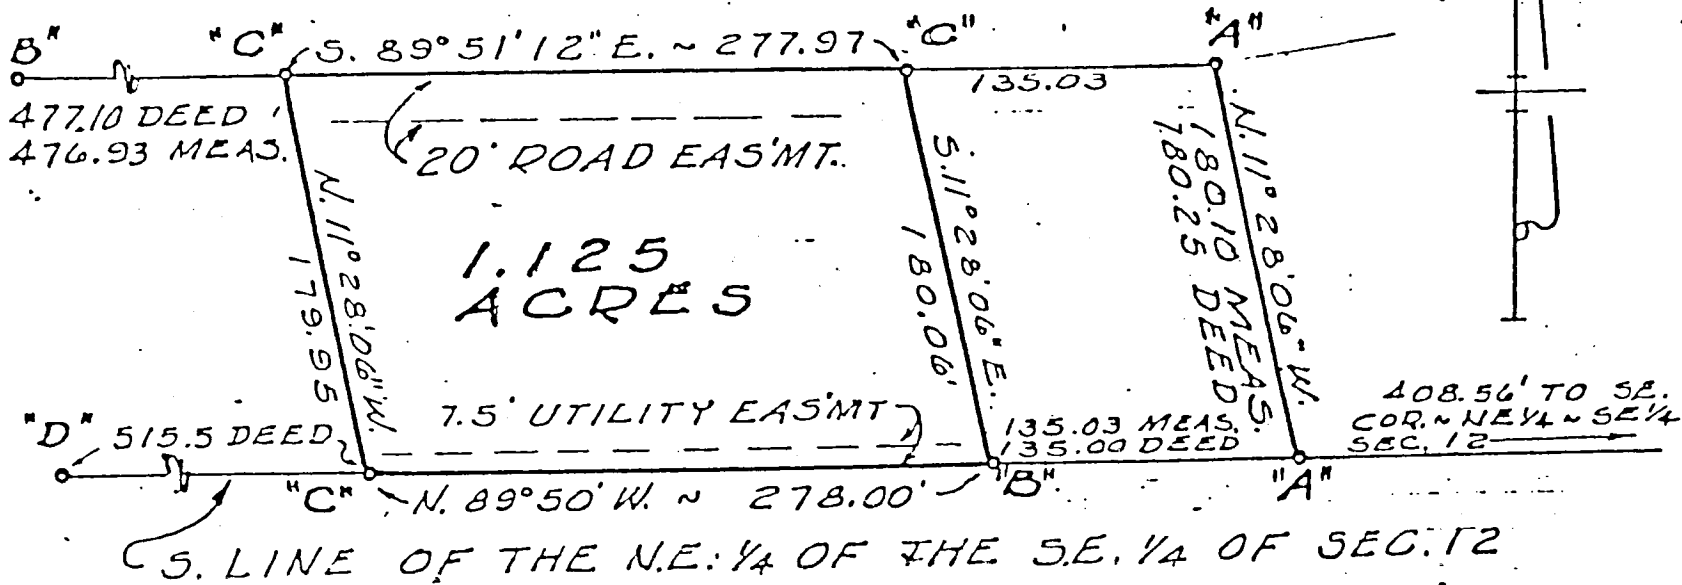 B"
"C"
S. 89°51'12" E. ~ 277.97
"C"
"A"
135.03
477.10 DEED
476.93 MEAS.
20' ROAD EAS'MT.
N. 11°28'06" W.
179.95
1.125
ACRES
S. 11°28'06" E.
180.06'
N. 11°28'06" W.
180.10 MEAS.
180.25 DEED
7.5' UTILITY EAS'MT
135.03 MEAS.
135.00 DEED
408.56' TO SE.
COR. ~ NE 1/4 ~ SE 1/4
SEC. 12
"D"
515.5 DEED
"C"
N. 89°50' W. ~ 278.00'
"B"
"A"
S. LINE OF THE N.E. 1/4 OF THE S.E. 1/4 OF SEC. 12